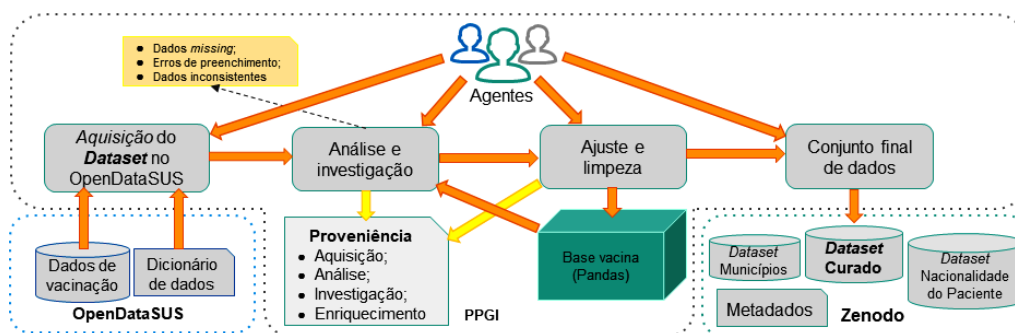 ● Dados missing;
● Erros de preenchimento;
● Dados inconsistentes
Agentes
Aquisição do
Dataset no
OpenDataSUS
Análise e
investigação
Ajuste e
limpeza
Conjunto final
de dados
Dados de
vacinação
Dicionário
de dados
OpenDataSUS
Proveniência
● Aquisição;
● Análise;
● Investigação;
● Enriquecimento
PPGI
Base vacina
(Pandas)
Dataset
Municípios
Dataset
Curado
Dataset
Nacionalidade
do Paciente
Metadados
Zenodo